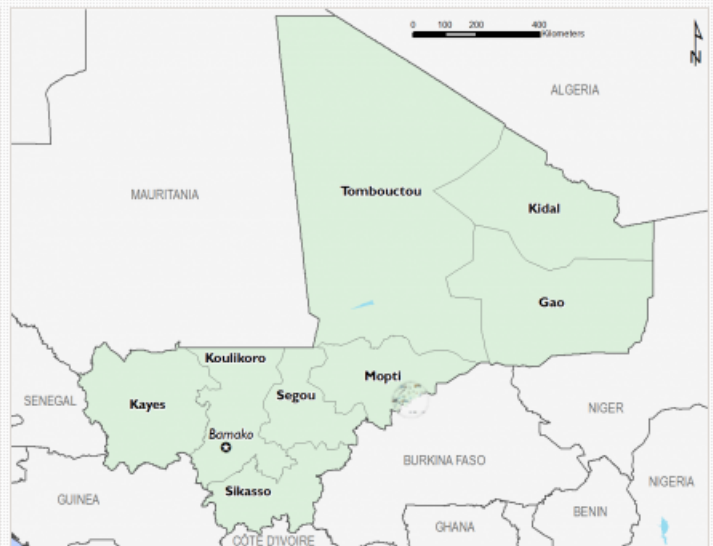 0 100 200 400
Kilometers
N
ALGERIA
MAURITANIA
Tombouctou
Kidal
Gao
Koulikoro
Mopti
Segou
SENEGAL
Kayes
NIGER
Bamako
BURKINA FASO
NIGERIA
Sikasso
GUINEA
BENIN
GHANA
CÔTE D'IVOIRE